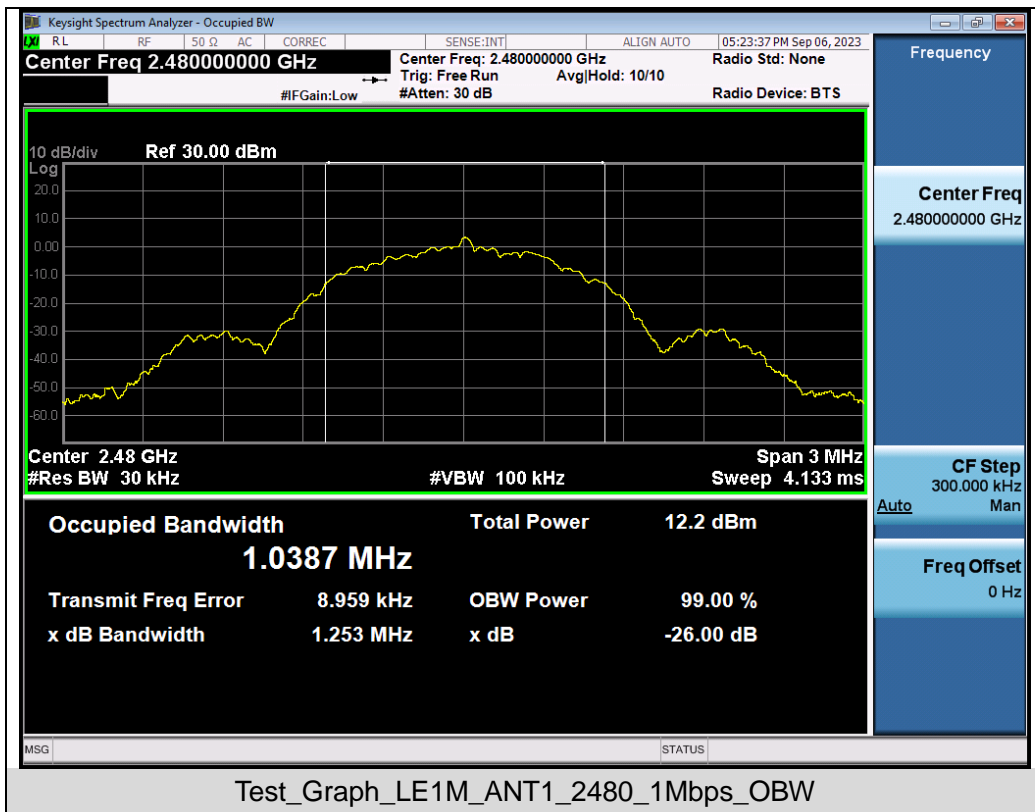 Keysight Spectrum Analyzer - Occupied BW
LXI RL RF 50 Ω AC CORREC SENSE:INT ALIGN AUTO 05:23:37 PM Sep 06, 2023
Center Freq 2.480000000 GHz
Center Freq: 2.480000000 GHz
Radio Std: None
Trig: Free Run Avg|Hold: 10/10
#IFGain:Low
#Atten: 30 dB
Radio Device: BTS
Frequency
10 dB/div Ref 30.00 dBm
Log
20.0
10.0
0.00
-10.0
-20.0
-30.0
-40.0
-50.0
-60.0
Center 2.48 GHz Span 3 MHz
#Res BW 30 kHz #VBW 100 kHz Sweep 4.133 ms
Center Freq
2.480000000 GHz
CF Step
300.000 kHz
Auto Man
Freq Offset
0 Hz
Occupied Bandwidth Total Power 12.2 dBm
1.0387 MHz
Transmit Freq Error 8.959 kHz OBW Power 99.00 %
x dB Bandwidth 1.253 MHz x dB -26.00 dB
MSG STATUS
Test_Graph_LE1M_ANT1_2480_1Mbps_OBW